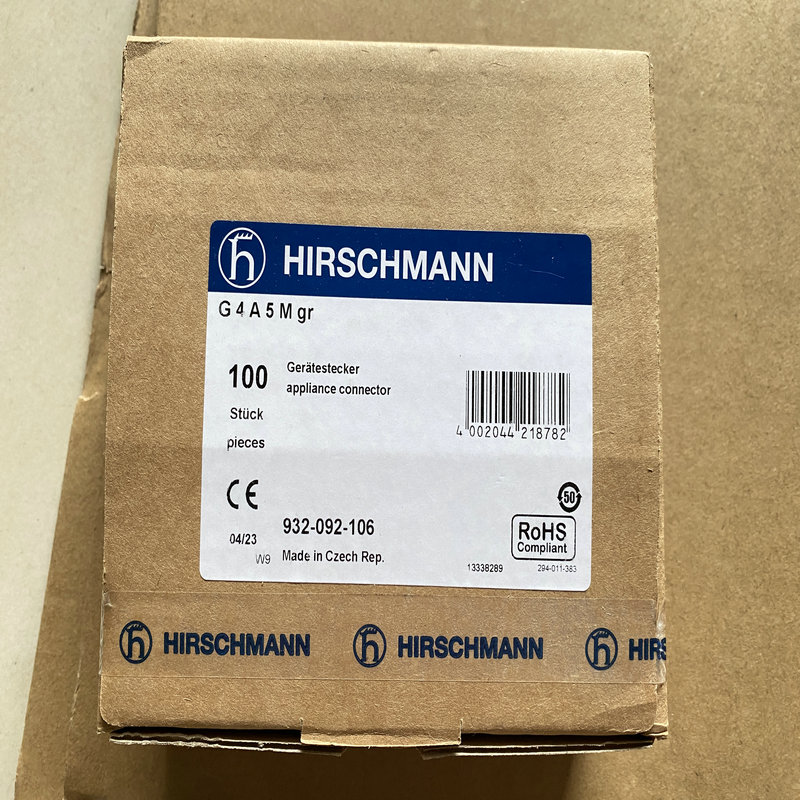 HIRSCHMANN
G 4 A 5 M gr
100
Stück
pieces
Gerätestecker
appliance connector
4 002044 218782
CE
04/23
W9
932-092-106
Made in Czech Rep.
50
RoHS
Compliant
13338289
294-011-383
HIRSCHMANN HIRSCHMANN HIRS